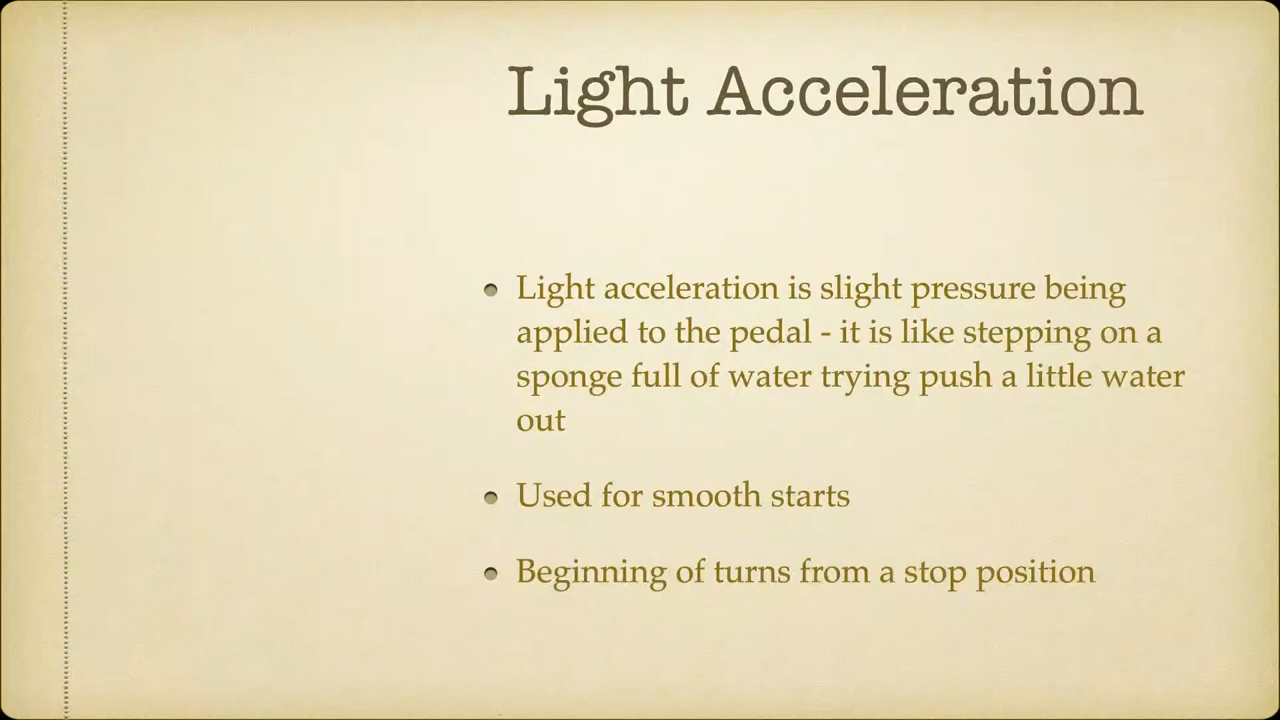 Light Acceleration
Light acceleration is slight pressure being
applied to the pedal - it is like stepping on a
sponge full of water trying push a little water
out
Used for smooth starts
Beginning of turns from a stop position